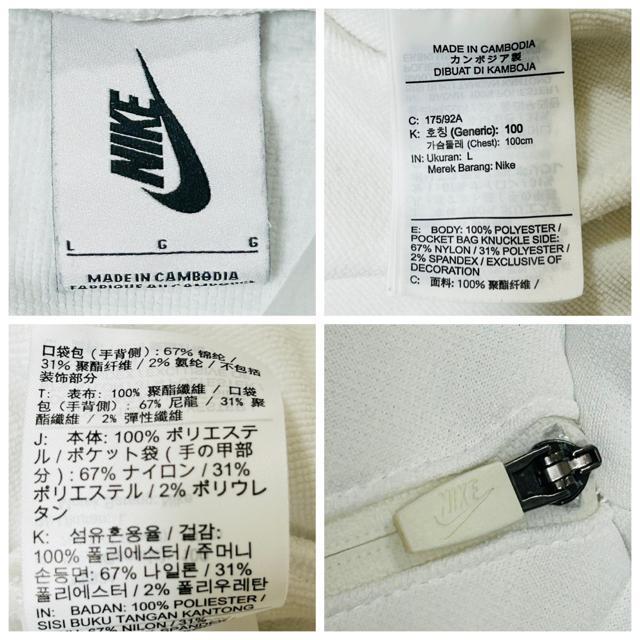 NIKE
L G G
MADE IN CAMBODIA
FABRIQUÉ AU CAMBODGE
MADE IN CAMBODIA
カンボジア製
DIBUAT DI KAMBOJA
C: 175/92A
K: 호칭 (Generic): 100
가슴둘레 (Chest): 100cm
IN: Ukuran: L
Merek Barang: Nike
E: BODY: 100% POLYESTER /
POCKET BAG KNUCKLE SIDE:
67% NYLON / 31% POLYESTER /
2% SPANDEX / EXCLUSIVE OF
DECORATION
C: 面料: 100% 聚酯纤维 /
口袋包（手背侧）: 67% 锦纶 /
31% 聚酯纤维 / 2% 氨纶 / 不包括
装饰部分
T: 表布: 100% 聚酯纖維 / 口袋
包（手背側）: 67% 尼龍 / 31% 聚
酯纖維 / 2% 彈性纖維
J: 本体: 100% ポリエステ
ル / ポケット袋（手の甲部
分）: 67% ナイロン / 31%
ポリエステル / 2% ポリウレ
タン
K: 섬유혼용율 / 겉감:
100% 폴리에스터 / 주머니
손등면: 67% 나일론 / 31%
폴리에스터 / 2% 폴리우레탄
IN: BADAN: 100% POLIESTER /
SISI BUKU TANGAN KANTONG
67% NILON / 31%
NIKE